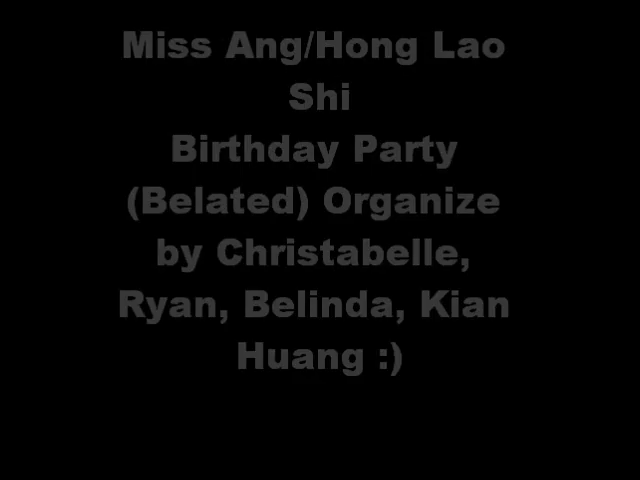 Miss Ang/Hong Lao
Shi
Birthday Party
(Belated) Organize
by Christabelle,
Ryan, Belinda, Kian
Huang :)